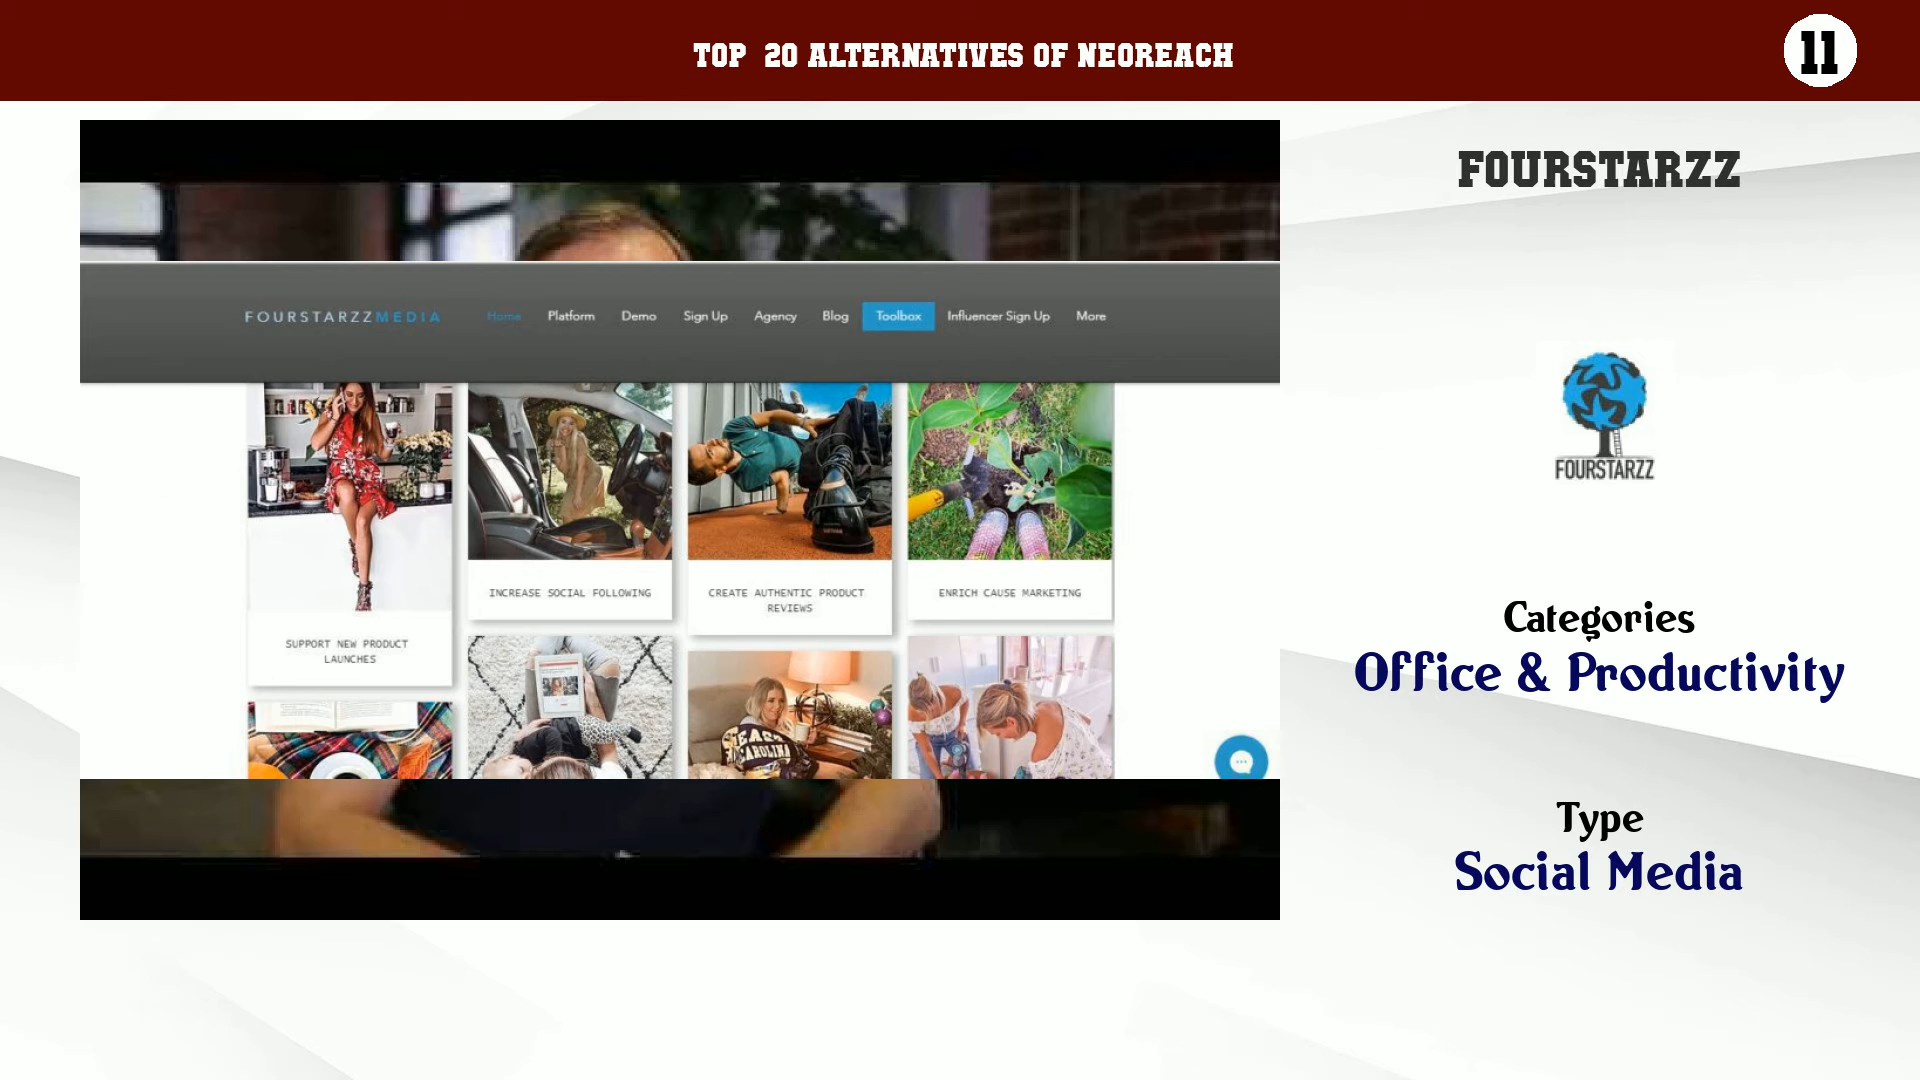 TOP 20 ALTERNATIVES OF NEOREACH
11
FOURSTARZZ
FOURSTARZZMEDIA
Home Platform Demo Sign Up Agency Blog Toolbox Influencer Sign Up More
SUPPORT NEW PRODUCT
LAUNCHES
INCREASE SOCIAL FOLLOWING
CREATE AUTHENTIC PRODUCT
REVIEWS
ENRICH CAUSE MARKETING
EAST
CAROLINA
FOURSTARZZ
Categories
Office & Productivity
Type
Social Media